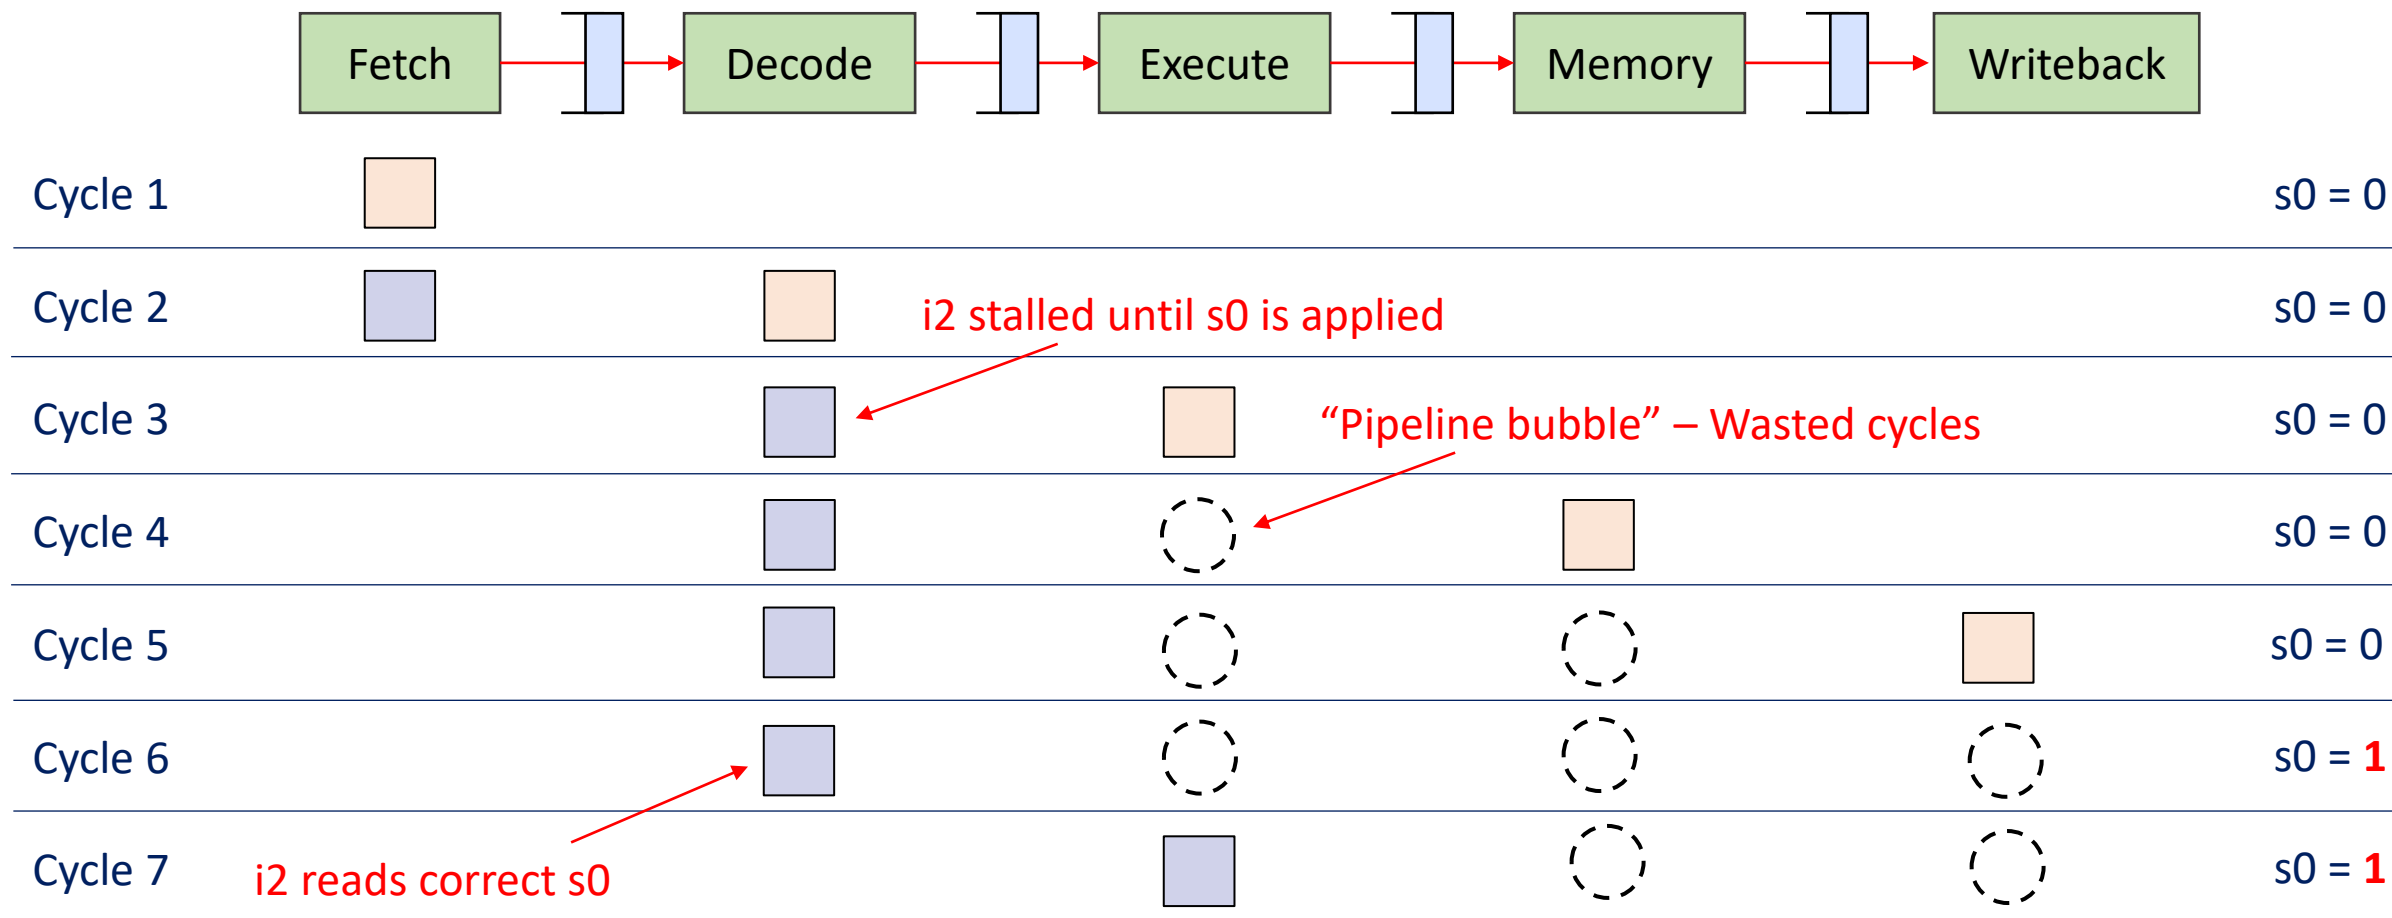 Fetch Decode Execute Memory Writeback
Cycle 1 s0 = 0
Cycle 2 s0 = 0
i2 stalled until s0 is applied
Cycle 3 s0 = 0
“Pipeline bubble” – Wasted cycles
Cycle 4 s0 = 0
Cycle 5 s0 = 0
Cycle 6 s0 = 1
Cycle 7 s0 = 1
i2 reads correct s0